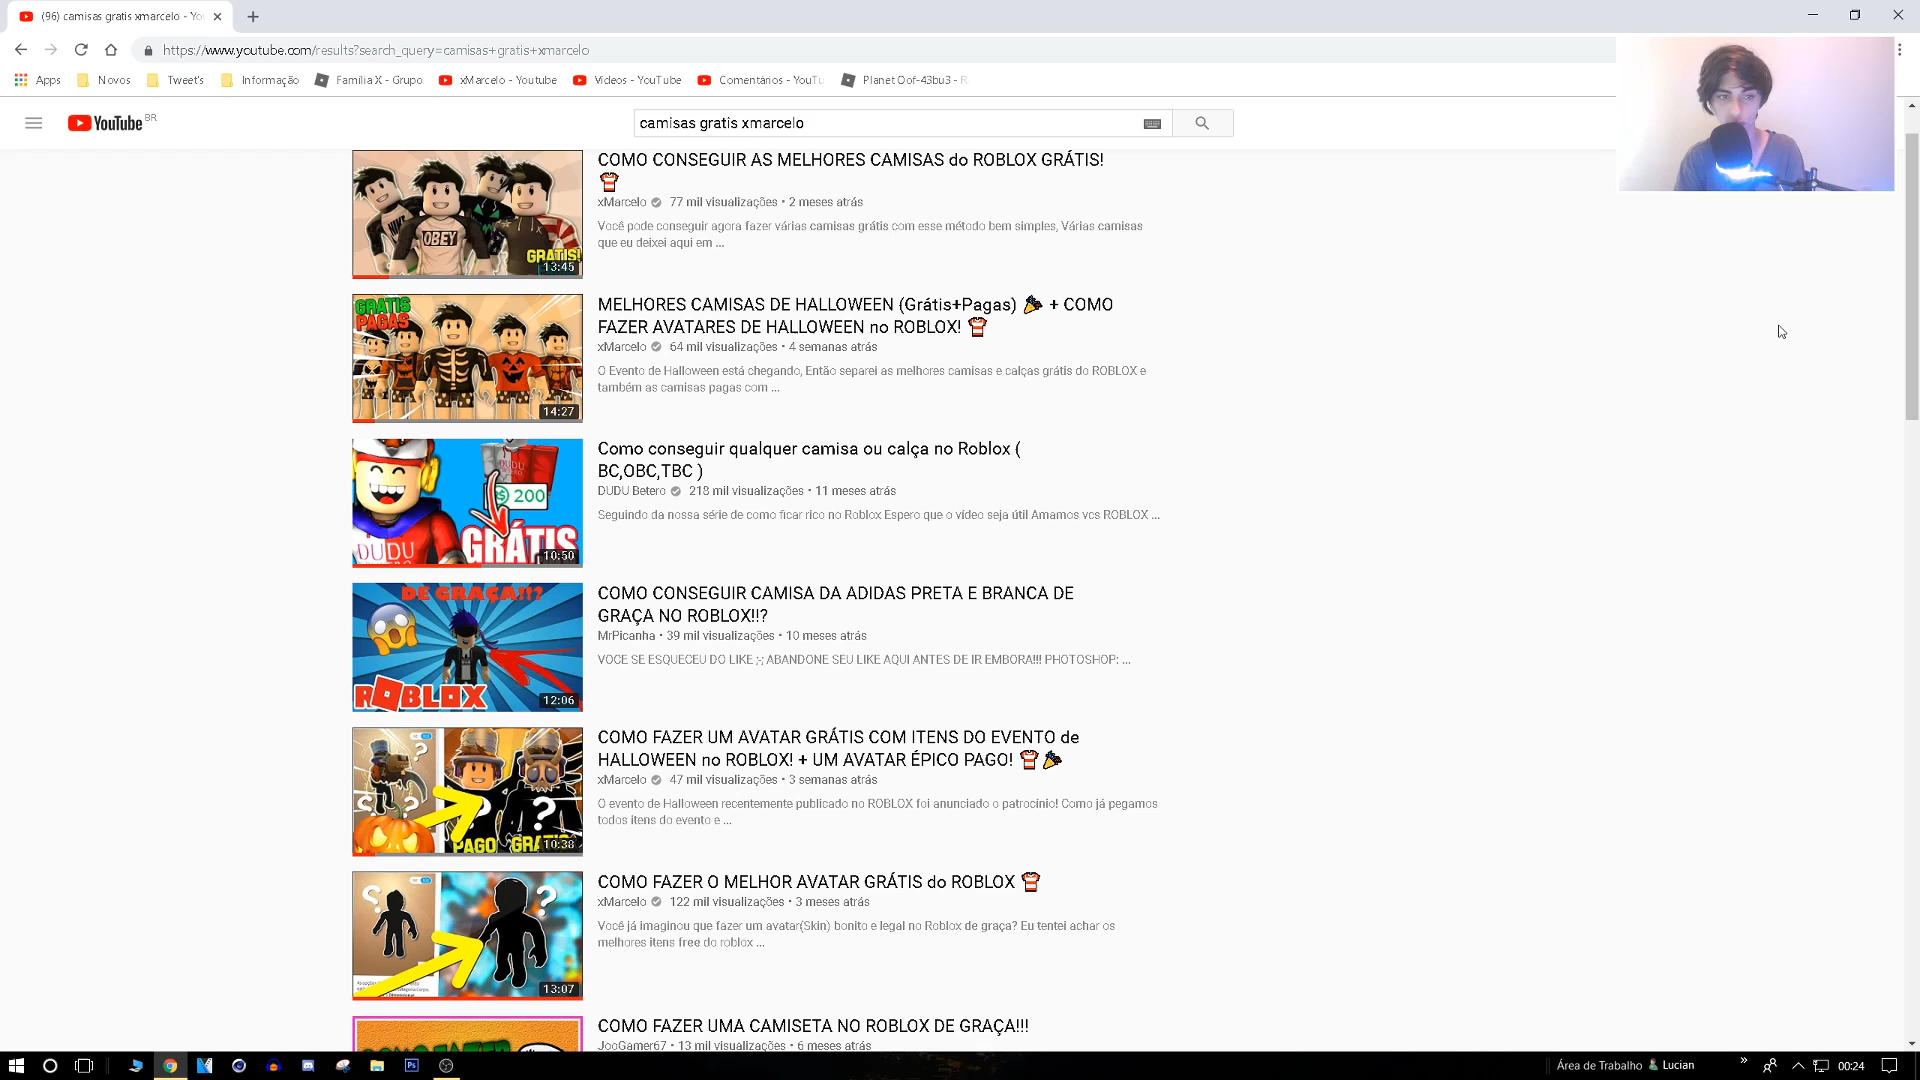 (96) camisas gratis xmarcelo - Yo
https://www.youtube.com/results?search_query=camisas+gratis+xmarcelo
Apps Novos Tweet's Informação Família X - Grupo xMarcelo - Youtube Vídeos - YouTube Comentários - YouTu Planet Oof-43bu3 - R
YouTube BR
camisas gratis xmarcelo
OBEY
GRATIS!
13:45
COMO CONSEGUIR AS MELHORES CAMISAS do ROBLOX GRÁTIS!
xMarcelo 77 mil visualizações • 2 meses atrás
Você pode conseguir agora fazer várias camisas grátis com esse método bem simples, Várias camisas
que eu deixei aqui em ...
GRATIS
PAGAS
14:27
MELHORES CAMISAS DE HALLOWEEN (Grátis+Pagas) 🎉 + COMO
FAZER AVATARES DE HALLOWEEN no ROBLOX!
xMarcelo 64 mil visualizações • 4 semanas atrás
O Evento de Halloween está chegando, Então separei as melhores camisas e calças grátis do ROBLOX e
também as camisas pagas com ...
DUDU
R$ 200
GRÁTIS
DUDU
10:50
Como conseguir qualquer camisa ou calça no Roblox (
BC,OBC,TBC )
DUDU Betero 218 mil visualizações • 11 meses atrás
Seguindo da nossa série de como ficar rico no Roblox Espero que o vídeo seja útil Amamos vcs ROBLOX ...
DE GRAÇA!!?
ROBLOX
12:06
COMO CONSEGUIR CAMISA DA ADIDAS PRETA E BRANCA DE
GRAÇA NO ROBLOX!!?
MrPicanha • 39 mil visualizações • 10 meses atrás
VOCE SE ESQUECEU DO LIKE ;-; ABANDONE SEU LIKE AQUI ANTES DE IR EMBORA!!! PHOTOSHOP: ...
PAGO GRATIS
10:38
COMO FAZER UM AVATAR GRÁTIS COM ITENS DO EVENTO de
HALLOWEEN no ROBLOX! + UM AVATAR ÉPICO PAGO!
xMarcelo 47 mil visualizações • 3 semanas atrás
O evento de Halloween recentemente publicado no ROBLOX foi anunciado o patrocínio! Como já pegamos
todos itens do evento e ...
13:07
COMO FAZER O MELHOR AVATAR GRÁTIS do ROBLOX
xMarcelo 122 mil visualizações • 3 meses atrás
Você já imaginou que fazer um avatar(Skin) bonito e legal no Roblox de graça? Eu tentei achar os
melhores itens free do roblox ...
COMO FAZER UMA CAMISETA NO ROBLOX DE GRAÇA!!!
JooGamer67 • 13 mil visualizações • 6 meses atrás
Área de Trabalho Lucian 00:24